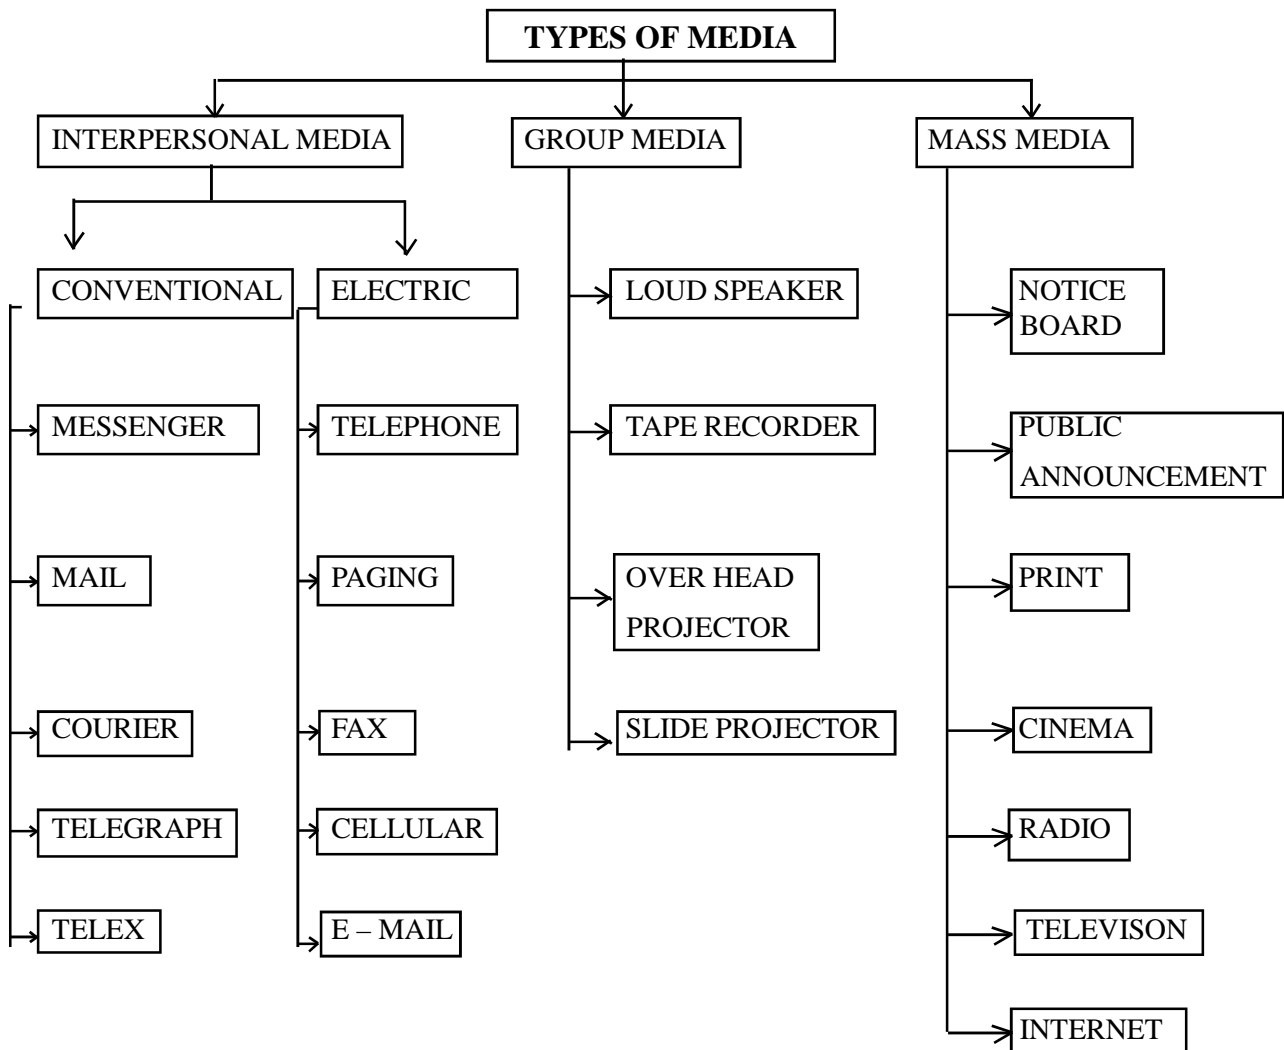 TYPES OF MEDIA
INTERPERSONAL MEDIA
GROUP MEDIA
MASS MEDIA
CONVENTIONAL
ELECTRIC
LOUD SPEAKER
NOTICE
BOARD
MESSENGER
TELEPHONE
TAPE RECORDER
PUBLIC
ANNOUNCEMENT
MAIL
PAGING
OVER HEAD
PROJECTOR
PRINT
COURIER
FAX
SLIDE PROJECTOR
CINEMA
TELEGRAPH
CELLULAR
RADIO
TELEX
E – MAIL
TELEVISON
INTERNET